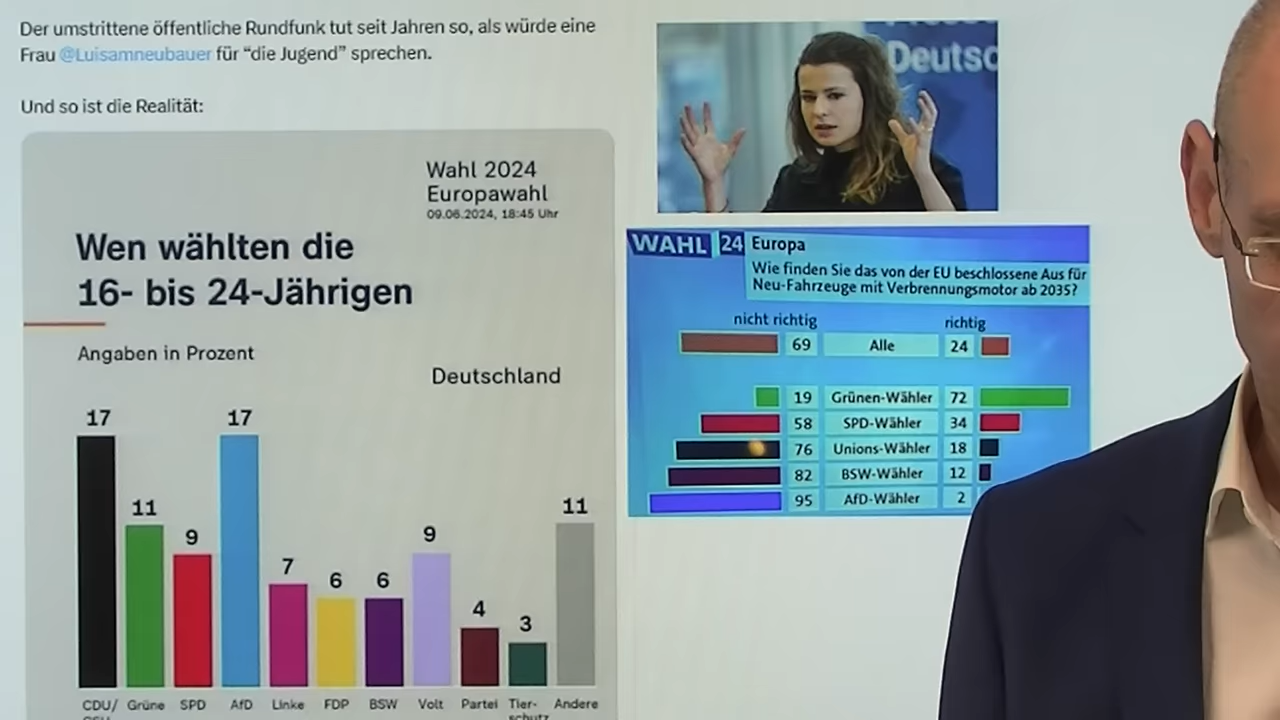 Der umstrittene öffentliche Rundfunk tut seit Jahren so, als würde eine
Frau @Luisamneubauer für “die Jugend” sprechen.
Und so ist die Realität:
Wahl 2024
Europawahl
09.06.2024, 18:45 Uhr
Wen wählten die
16- bis 24-Jährigen
Angaben in Prozent
Deutschland
17 11 9 17 7 6 6 9 4 3 11
CDU/ Grüne SPD AfD Linke FDP BSW Volt Partei Tier- Andere
CSU schutz
Deutsc
WAHL 24 Europa
Wie finden Sie das von der EU beschlossene Aus für
Neu-Fahrzeuge mit Verbrennungsmotor ab 2035?
nicht richtig richtig
69 Alle 24
19 Grünen-Wähler 72
58 SPD-Wähler 34
76 Unions-Wähler 18
82 BSW-Wähler 12
95 AfD-Wähler 2